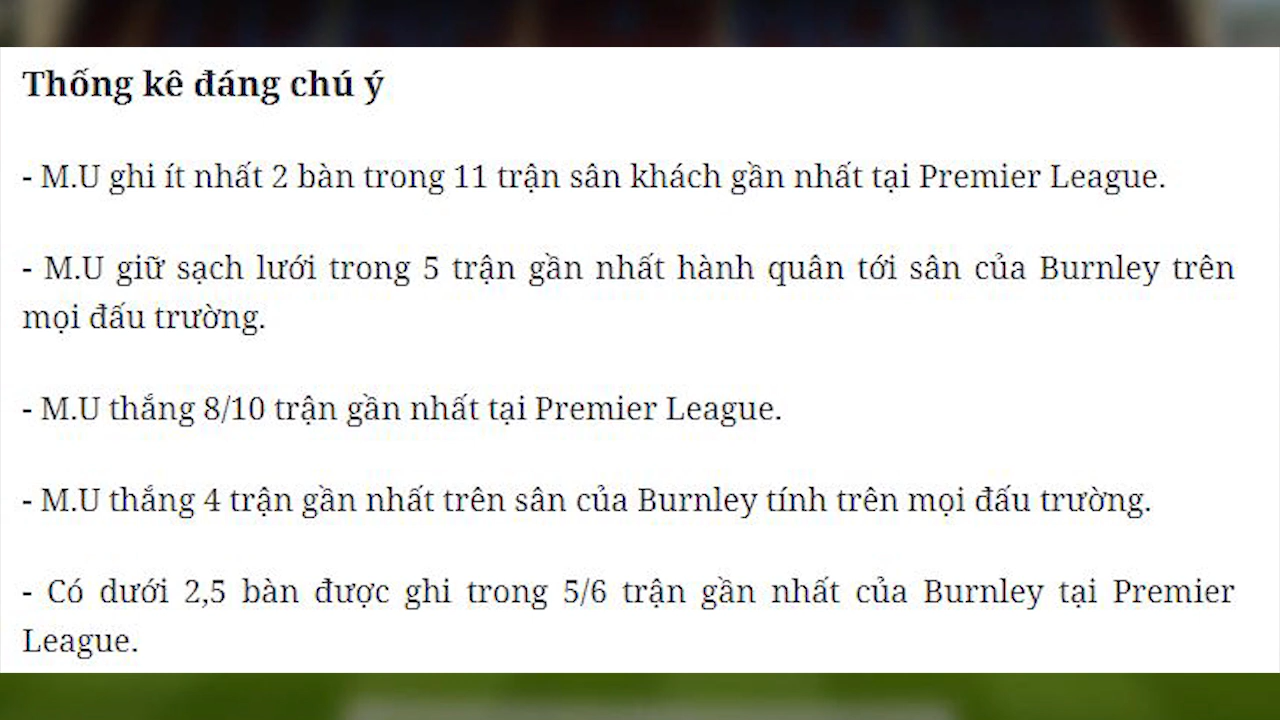 Thống kê đáng chú ý
- M.U ghi ít nhất 2 bàn trong 11 trận sân khách gần nhất tại Premier League.
- M.U giữ sạch lưới trong 5 trận gần nhất hành quân tới sân của Burnley trên
mọi đấu trường.
- M.U thắng 8/10 trận gần nhất tại Premier League.
- M.U thắng 4 trận gần nhất trên sân của Burnley tính trên mọi đấu trường.
- Có dưới 2,5 bàn được ghi trong 5/6 trận gần nhất của Burnley tại Premier
League.